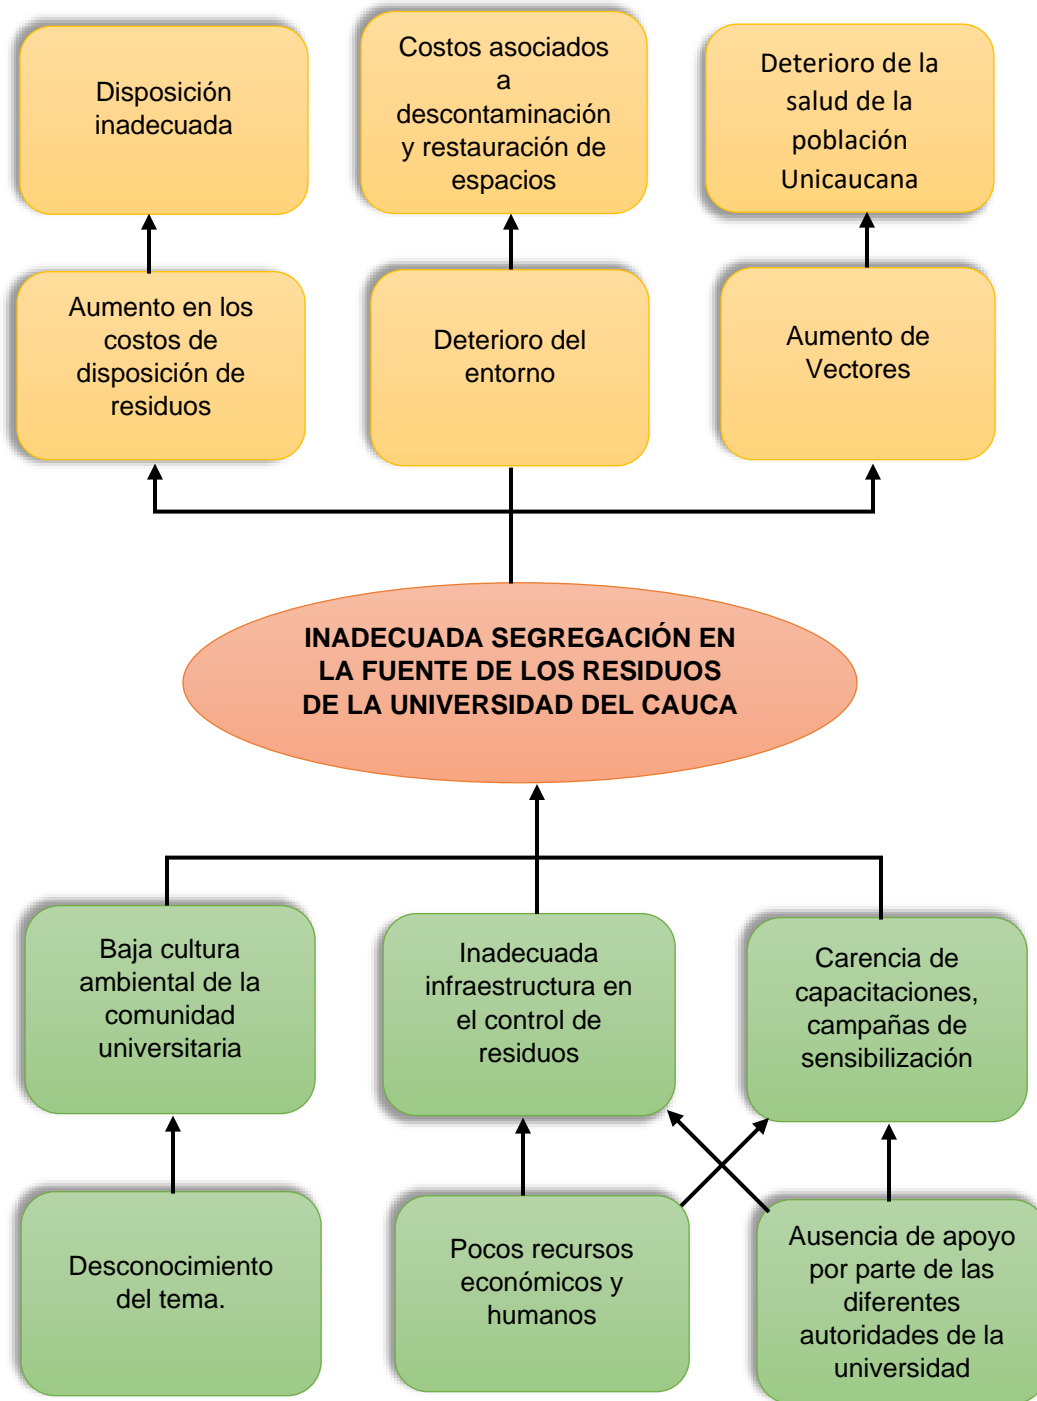 Disposición
inadecuada
Costos asociados
a
descontaminación
y restauración de
espacios
Deterioro de la
salud de la
población
Unicaucana
Aumento en los
costos de
disposición de
residuos
Deterioro del
entorno
Aumento de
Vectores
INADECUADA SEGREGACIÓN EN
LA FUENTE DE LOS RESIDUOS
DE LA UNIVERSIDAD DEL CAUCA
Baja cultura
ambiental de la
comunidad
universitaria
Inadecuada
infraestructura en
el control de
residuos
Carencia de
capacitaciones,
campañas de
sensibilización
Desconocimiento
del tema.
Pocos recursos
económicos y
humanos
Ausencia de apoyo
por parte de las
diferentes
autoridades de la
universidad